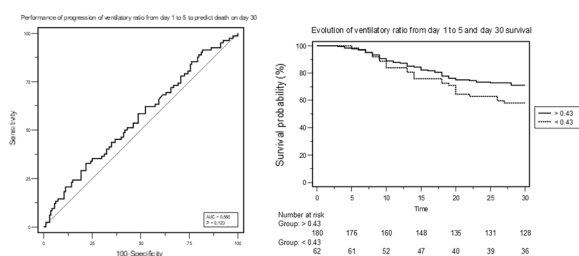 Performance of progression of ventilatory ratio from day 1 to 5 to predict death on day 30
Sensitivity
100
75
50
25
0
0 25 50 75 100
100-Specificity
P = 0,123
Evolution of ventilatory ratio from day 1 to 5 and day 30 survival
Survival probability (%)
100
80
60
40
20
0
0 5 10 15 20 25 30
Time
> 0.43
< 0.43
Number at risk
Group: > 0.43
180 176 160 148 135 131 128
Group: < 0.43
62 61 52 47 40 39 36